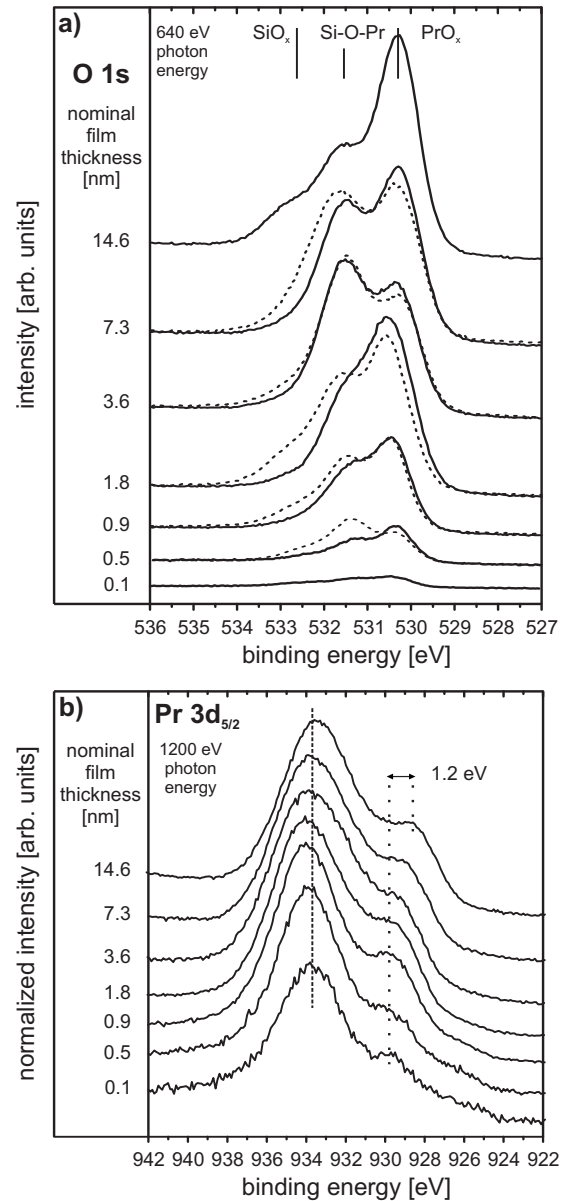 a)
640 eV
photon
energy
SiOₓ
Si-O-Pr
PrOₓ
O 1s
nominal
film
thickness
[nm]
14.6
7.3
3.6
1.8
0.9
0.5
0.1
intensity [arb. units]
536 535 534 533 532 531 530 529 528 527
binding energy [eV]
b)
Pr 3d₅/₂
1200 eV
photon
energy
nominal
film
thickness
[nm]
1.2 eV
14.6
7.3
3.6
1.8
0.9
0.5
0.1
normalized intensity [arb. units]
942 940 938 936 934 932 930 928 926 924 922
binding energy [eV]